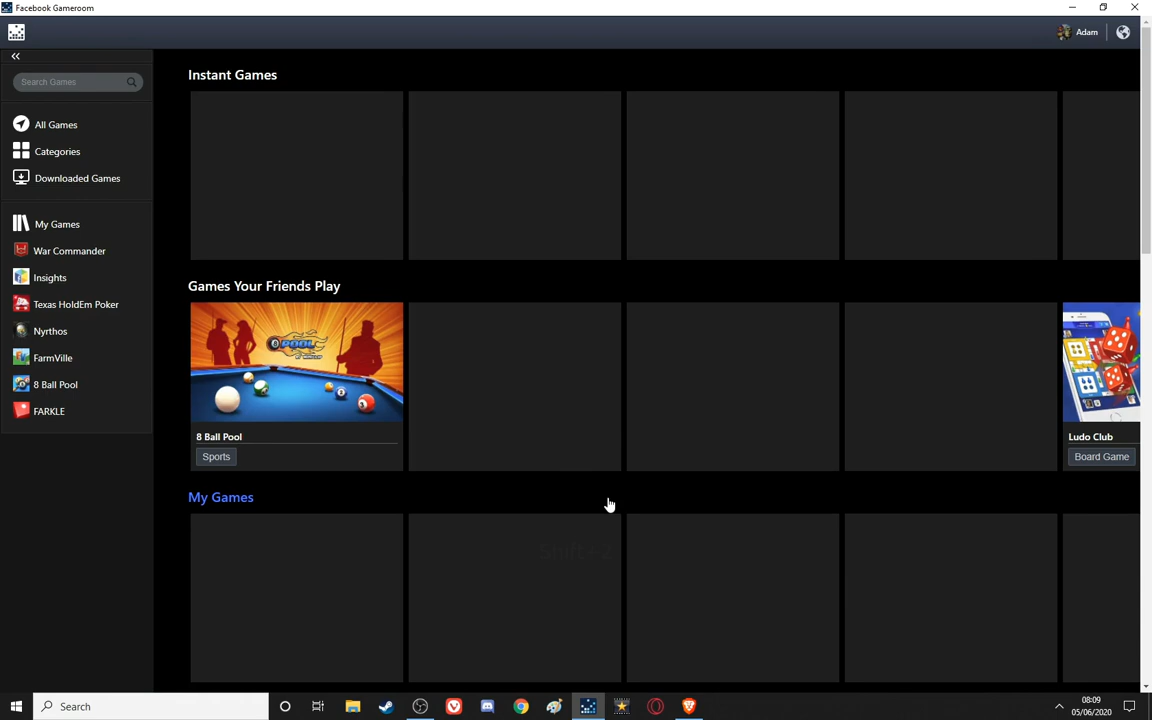 Facebook Gameroom
Adam
Search Games
All Games
Categories
Downloaded Games
My Games
War Commander
Insights
Texas HoldEm Poker
Nyrthos
FarmVille
8 Ball Pool
FARKLE
Instant Games
Games Your Friends Play
8 Ball Pool
Sports
Ludo Club
Board Game
My Games
Search
08:09
05/06/2020